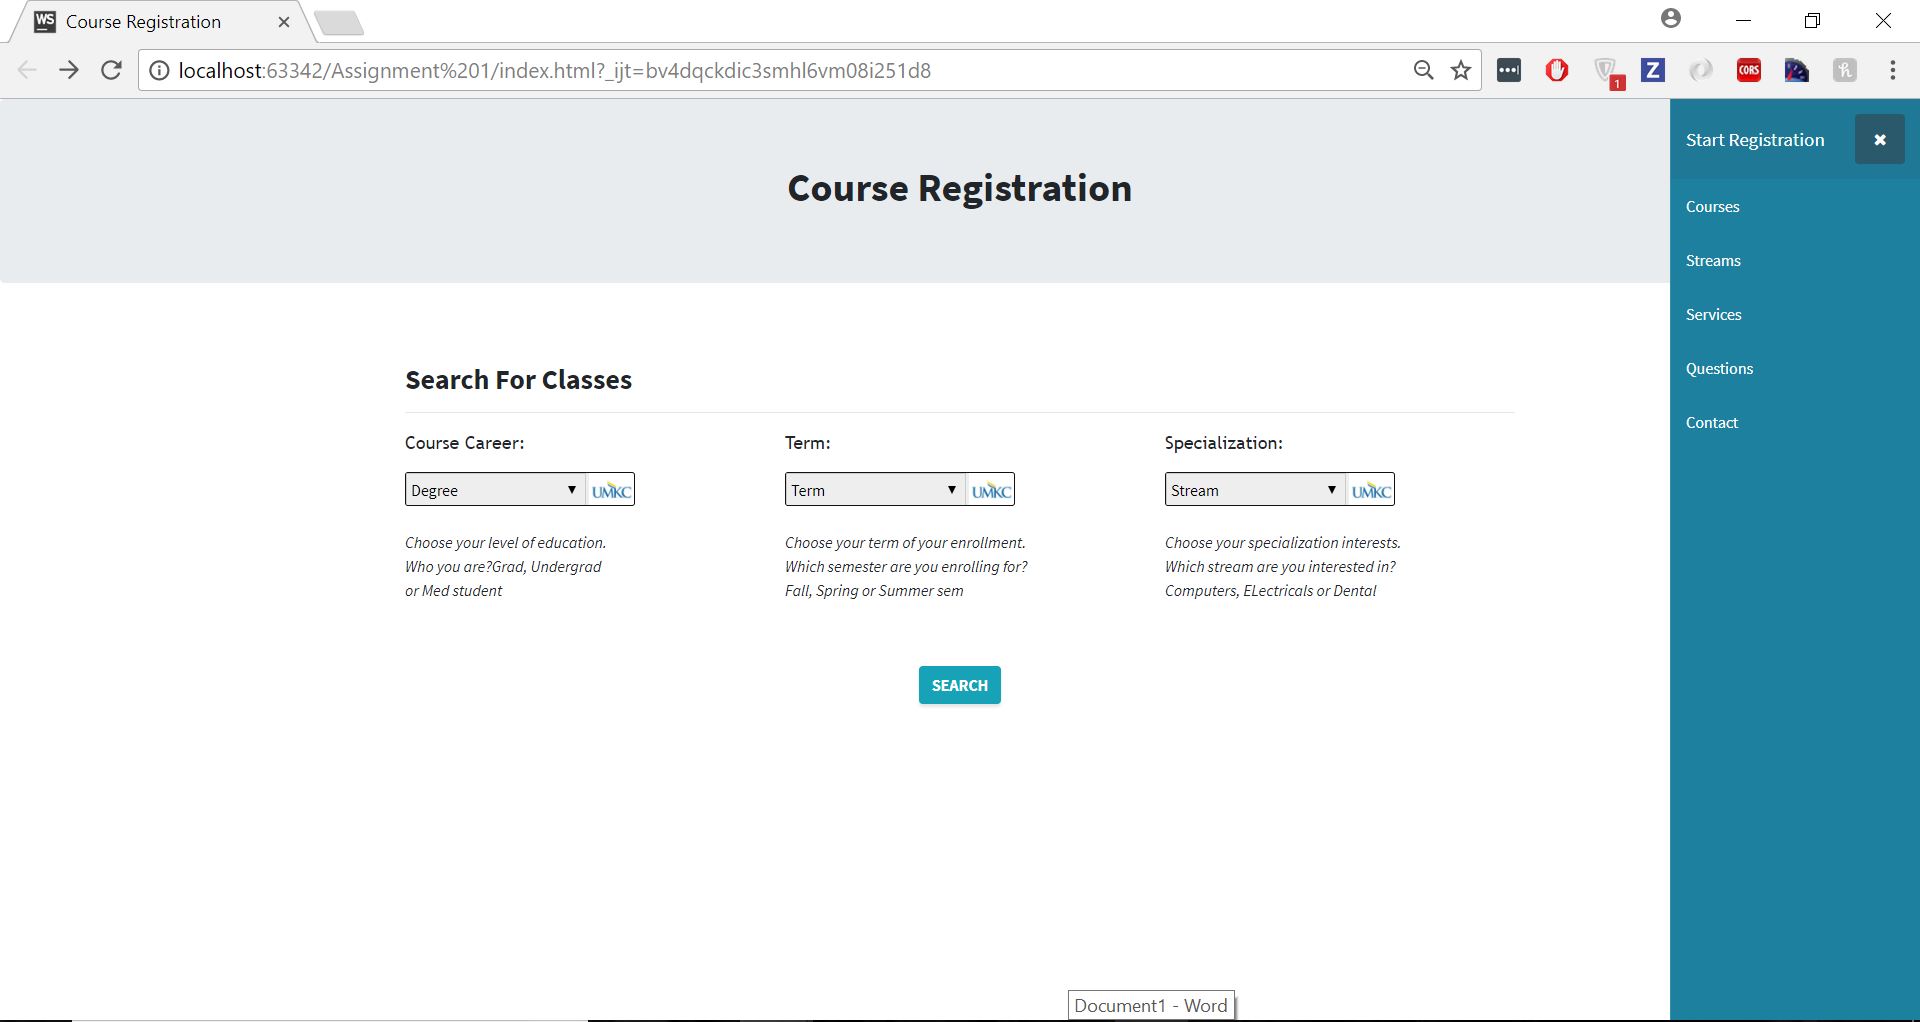 WS Course Registration
localhost:63342/Assignment%201/index.html?_ijt=bv4dqckdic3smhl6vm08i251d8
1
Z
CORS
h
Start Registration
Course Registration
Courses
Streams
Services
Questions
Contact
Search For Classes
Course Career: Term: Specialization:
Degree UMKC Term UMKC Stream UMKC
Choose your level of education. Choose your term of your enrollment. Choose your specialization interests.
Who you are?Grad, Undergrad Which semester are you enrolling for? Which stream are you interested in?
or Med student Fall, Spring or Summer sem Computers, ELectricals or Dental
SEARCH
Document1 - Word